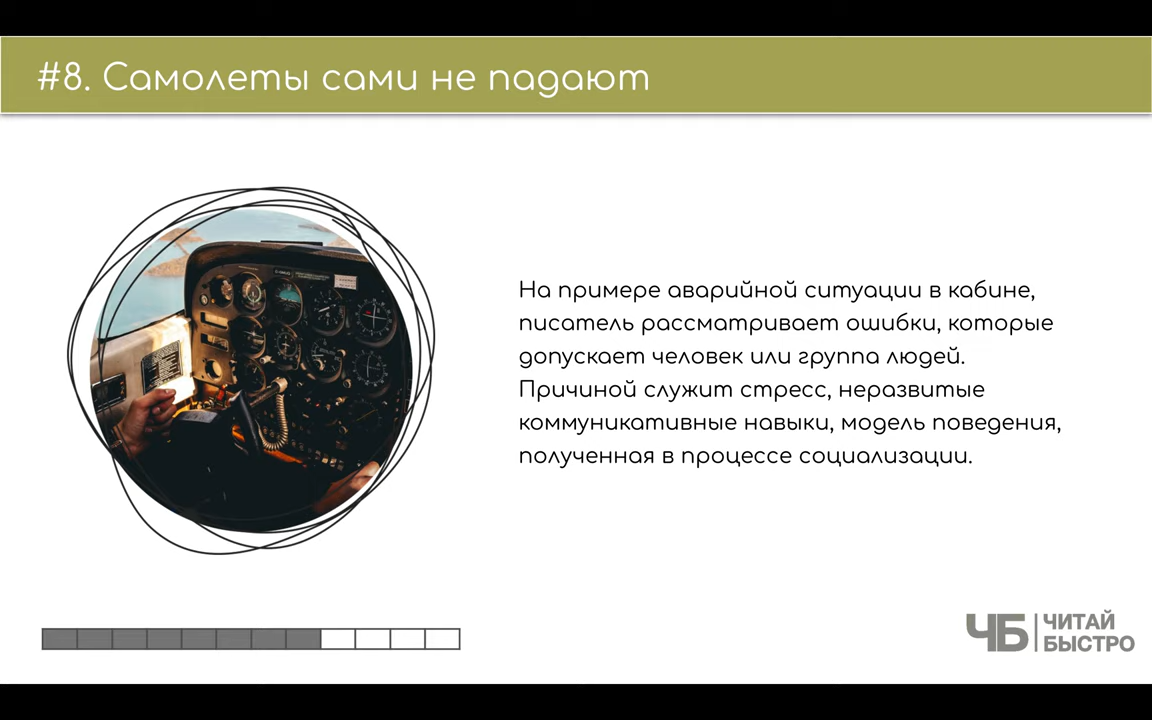 #8. Самолеты сами не падают
На примере аварийной ситуации в кабине,
писатель рассматривает ошибки, которые
допускает человек или группа людей.
Причиной служит стресс, неразвитые
коммуникативные навыки, модель поведения,
полученная в процессе социализации.
ЧБ
ЧИТАЙ
БЫСТРО